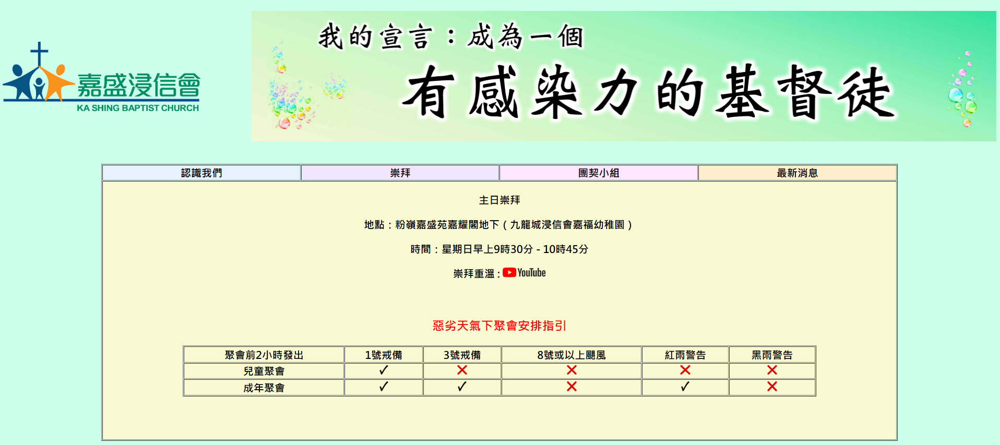 嘉盛浸信會
KA SHING BAPTIST CHURCH
我的宣言：成為一個
有感染力的基督徒
認識我們 崇拜 團契小組 最新消息
主日崇拜
地點：粉嶺嘉盛苑嘉耀閣地下 ( 九龍城浸信會嘉福幼稚園 )
時間：星期日早上9時30分 - 10時45分
崇拜重溫 : YouTube
惡劣天氣下聚會安排指引
聚會前2小時發出 1號戒備 3號戒備 8號或以上颶風 紅雨警告 黑雨警告
兒童聚會 ✓ ✕ ✕ ✕ ✕
成年聚會 ✓ ✓ ✕ ✓ ✕